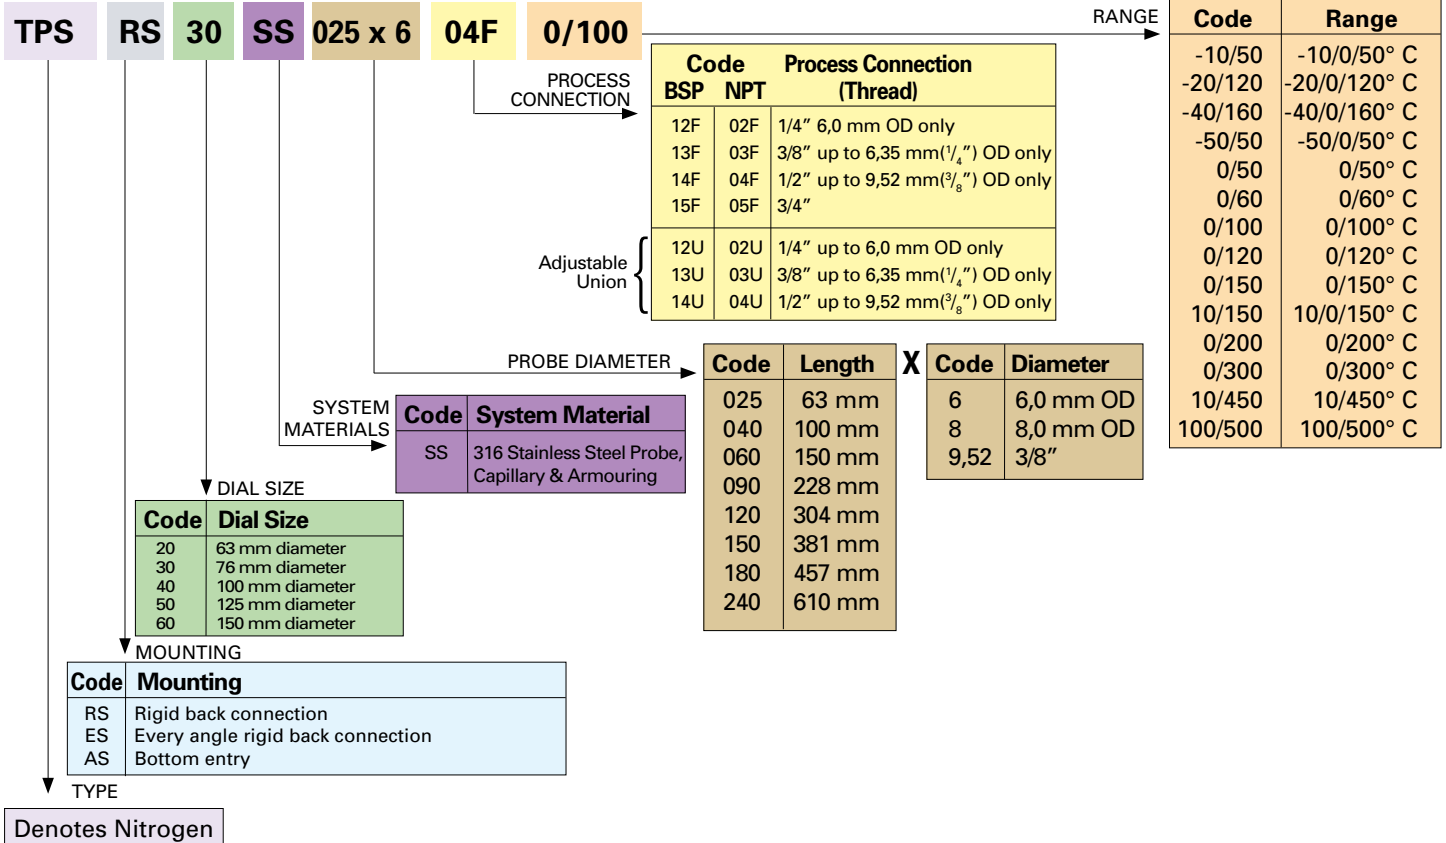 TPS RS 30 SS 025 x 6 04F 0/100
RANGE
Code Range
-10/50 -10/0/50° C
-20/120 -20/0/120° C
-40/160 -40/0/160° C
-50/50 -50/0/50° C
0/50 0/50° C
0/60 0/60° C
0/100 0/100° C
0/120 0/120° C
0/150 0/150° C
10/150 10/0/150° C
0/200 0/200° C
0/300 0/300° C
10/450 10/450° C
100/500 100/500° C
PROCESS
CONNECTION
Code Process Connection
BSP NPT (Thread)
12F 02F 1/4” 6,0 mm OD only
13F 03F 3/8” up to 6,35 mm(1/4”) OD only
14F 04F 1/2” up to 9,52 mm(3/8”) OD only
15F 05F 3/4”
Adjustable
Union
12U 02U 1/4” up to 6,0 mm OD only
13U 03U 3/8” up to 6,35 mm(1/4”) OD only
14U 04U 1/2” up to 9,52 mm(3/8”) OD only
PROBE DIAMETER
Code Length X Code Diameter
025 63 mm 6 6,0 mm OD
040 100 mm 8 8,0 mm OD
060 150 mm 9,52 3/8”
090 228 mm
120 304 mm
150 381 mm
180 457 mm
240 610 mm
SYSTEM
MATERIALS
Code System Material
SS 316 Stainless Steel Probe,
Capillary & Armouring
DIAL SIZE
Code Dial Size
20 63 mm diameter
30 76 mm diameter
40 100 mm diameter
50 125 mm diameter
60 150 mm diameter
MOUNTING
Code Mounting
RS Rigid back connection
ES Every angle rigid back connection
AS Bottom entry
TYPE
Denotes Nitrogen